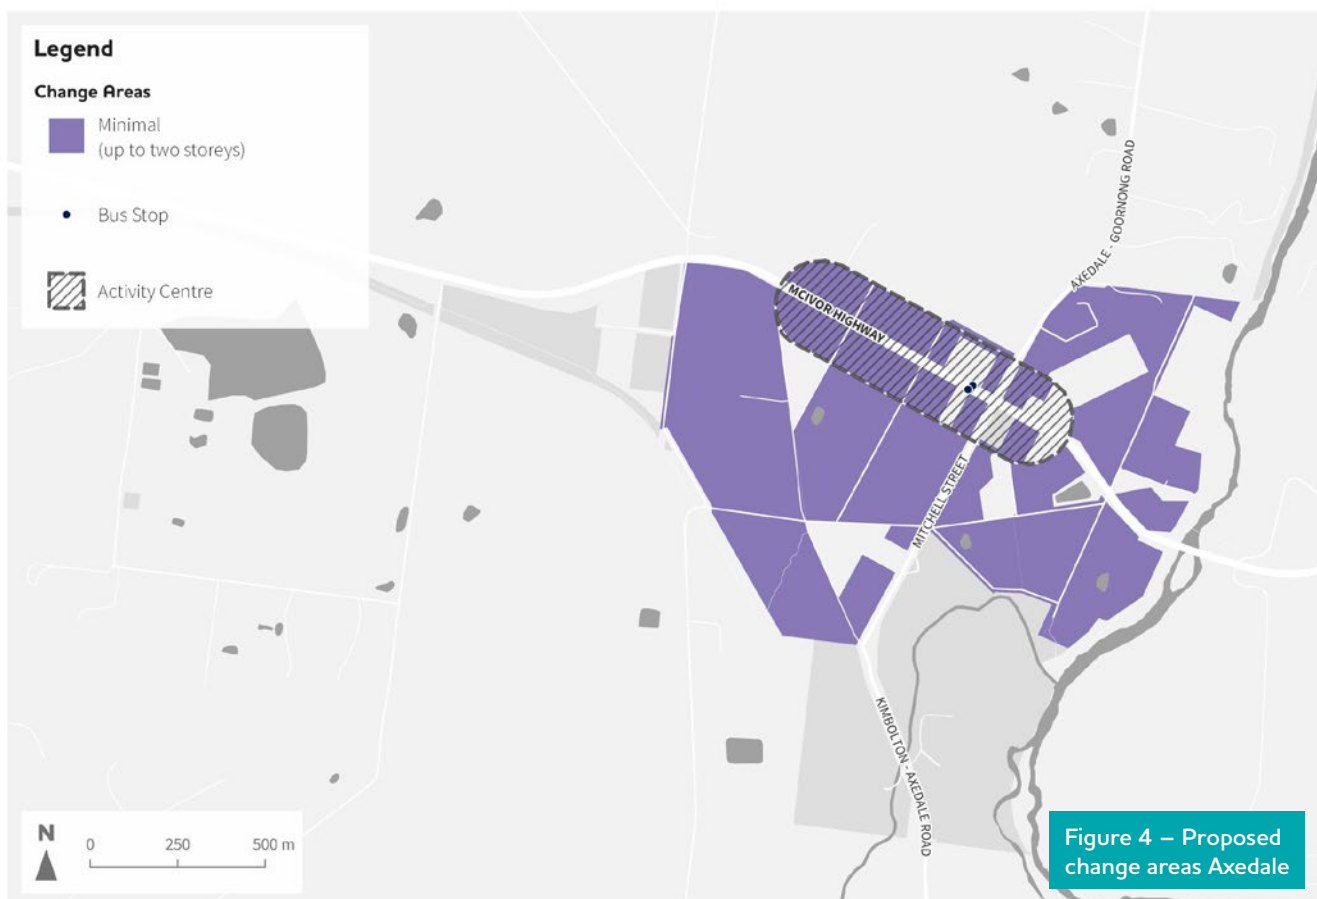 Legend
Change Areas
Minimal
(up to two storeys)
Bus Stop
Activity Centre
AXEDALE - GOORNONG ROAD
MCIVOR HIGHWAY
MITCHELL STREET
KIMBOLTON - AXEDALE ROAD
N
0 250 500 m
Figure 4 – Proposed
change areas Axedale